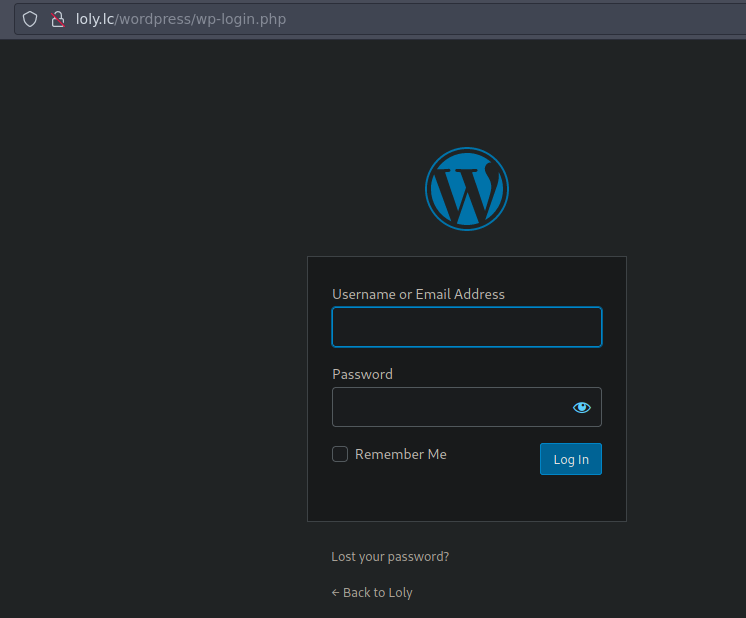 loly.lc/wordpress/wp-login.php
Username or Email Address
Password
Remember Me
Log In
Lost your password?
← Back to Loly